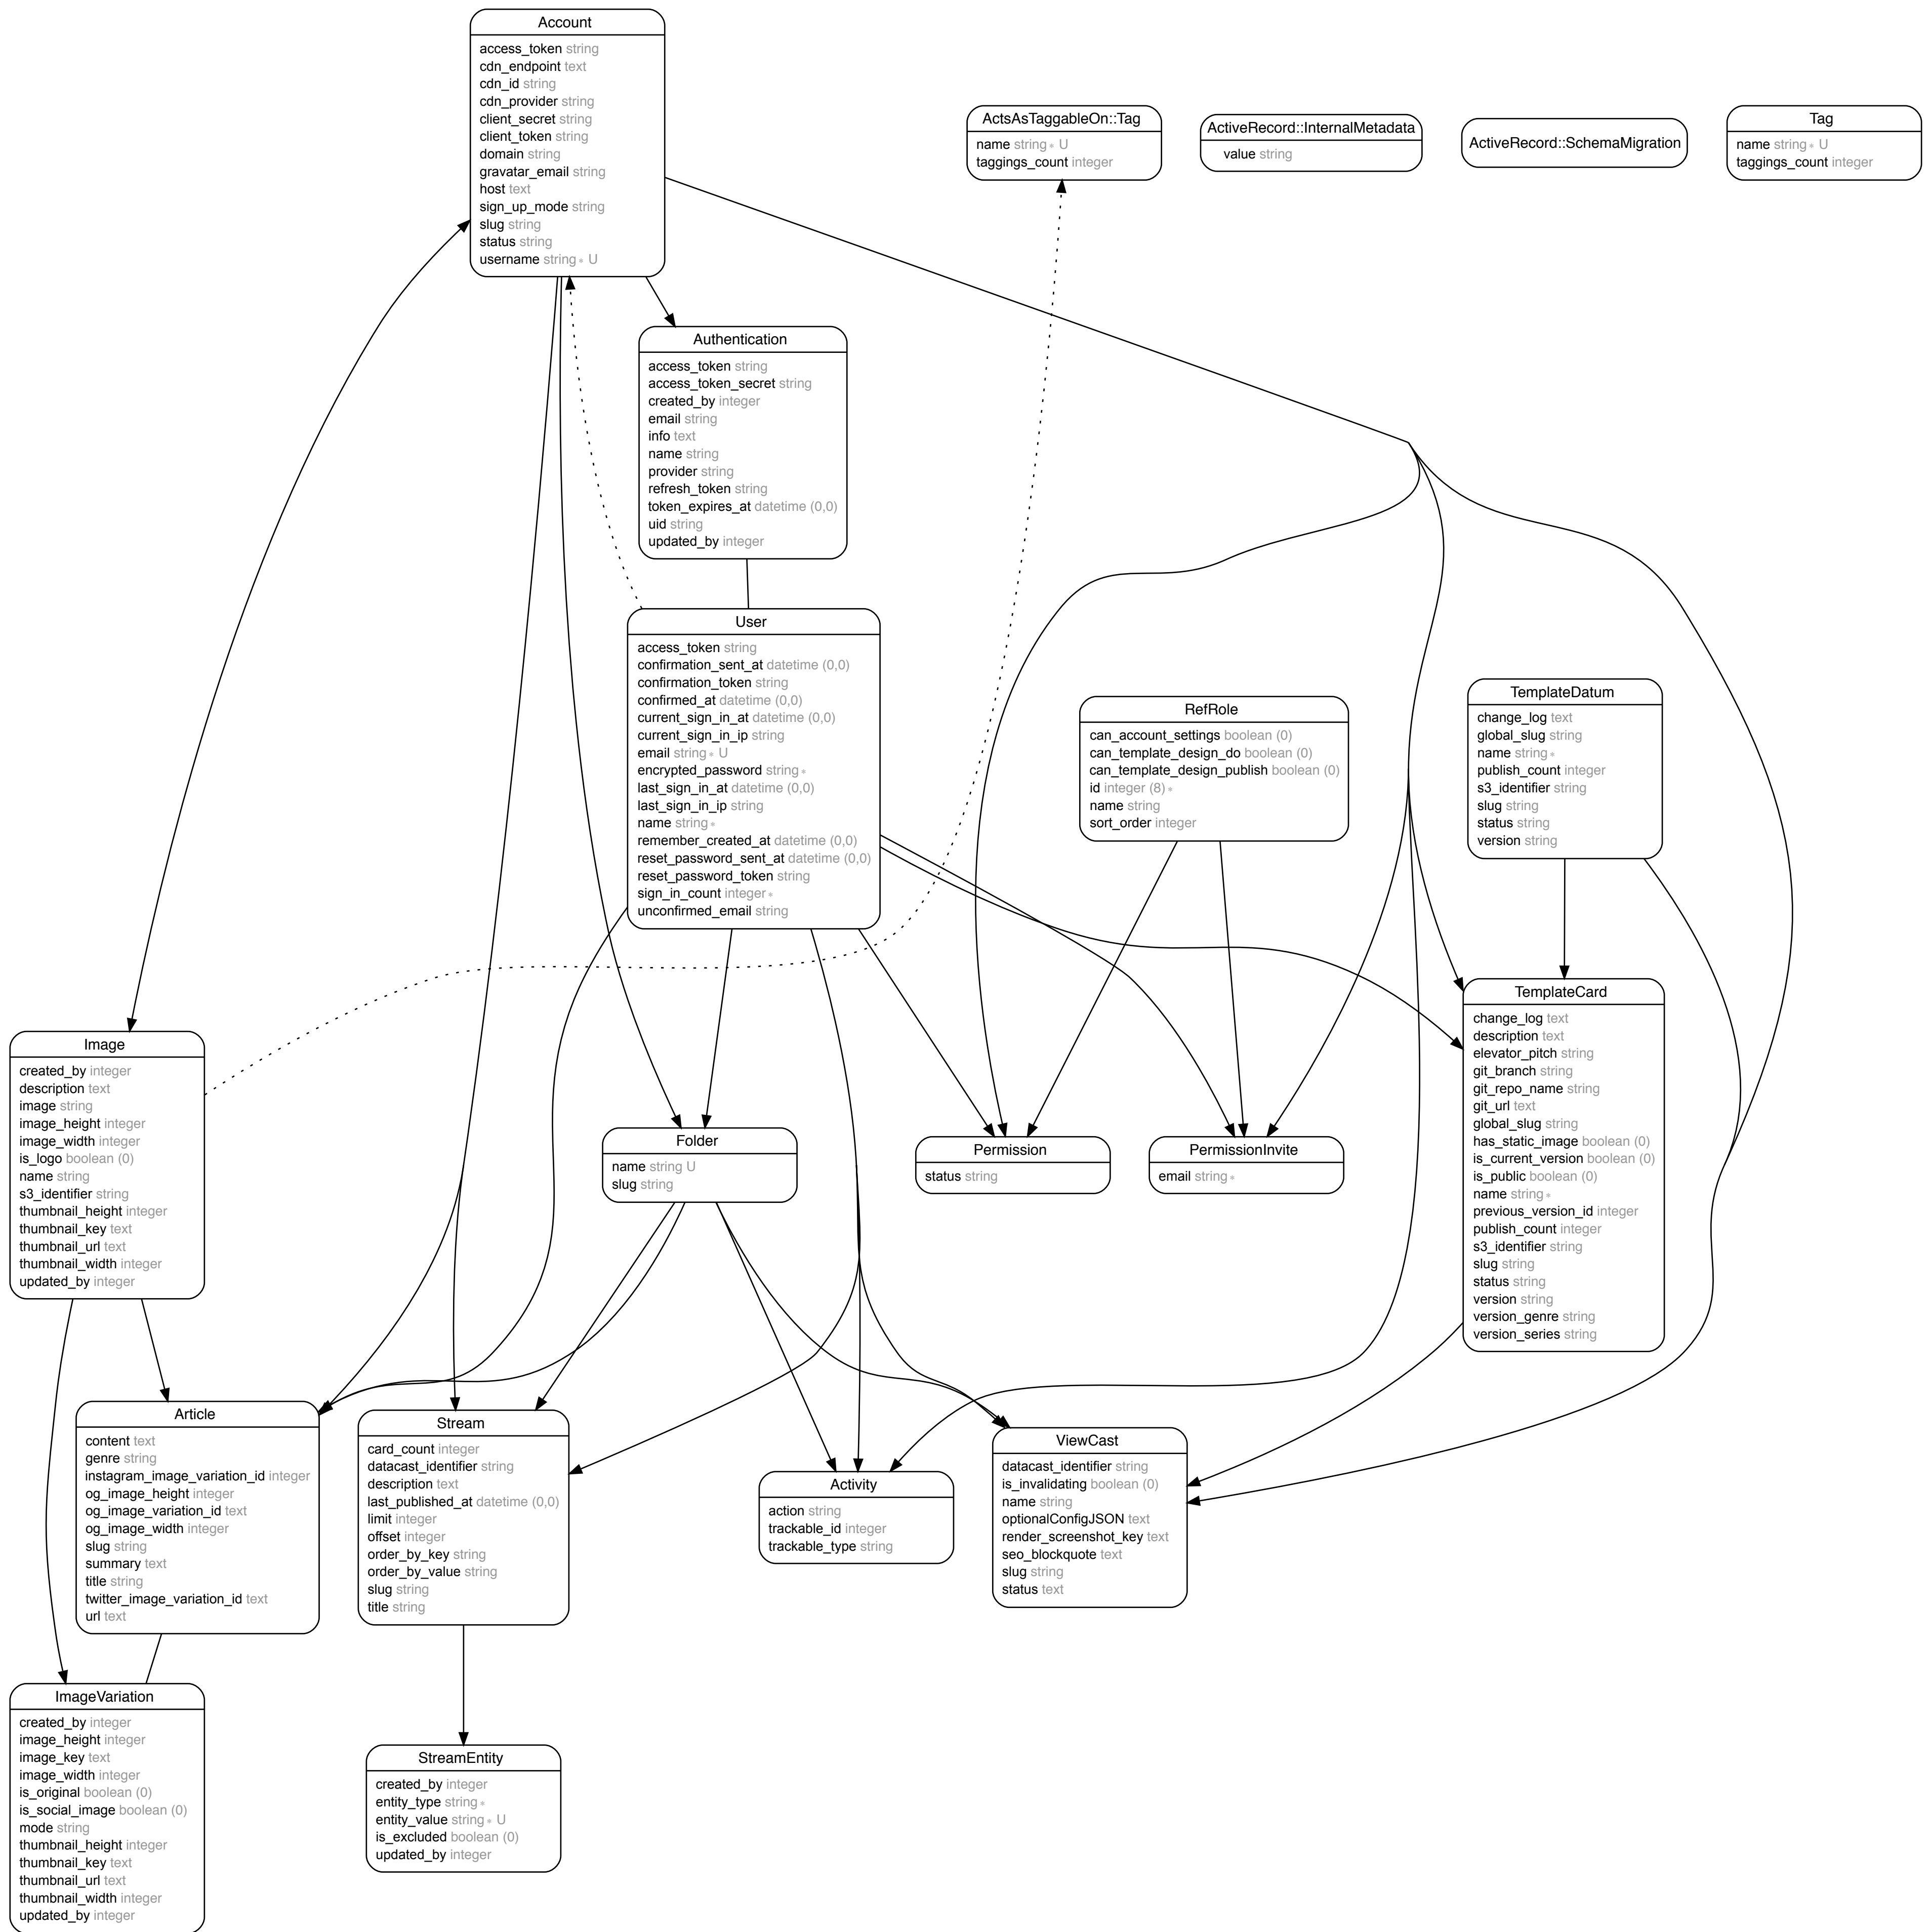 Account
access_token string
cdn_endpoint text
cdn_id string
cdn_provider string
client_secret string
client_token string
domain string
gravatar_email string
host text
sign_up_mode string
slug string
status string
username string∗ U
ActsAsTaggableOn::Tag
name string∗ U
taggings_count integer
ActiveRecord::InternalMetadata
value string
ActiveRecord::SchemaMigration
Tag
name string∗ U
taggings_count integer
Authentication
access_token string
access_token_secret string
created_by integer
email string
info text
name string
provider string
refresh_token string
token_expires_at datetime (0,0)
uid string
updated_by integer
User
access_token string
confirmation_sent_at datetime (0,0)
confirmation_token string
confirmed_at datetime (0,0)
current_sign_in_at datetime (0,0)
current_sign_in_ip string
email string∗ U
encrypted_password string∗
last_sign_in_at datetime (0,0)
last_sign_in_ip string
name string∗
remember_created_at datetime (0,0)
reset_password_sent_at datetime (0,0)
reset_password_token string
sign_in_count integer∗
unconfirmed_email string
RefRole
can_account_settings boolean (0)
can_template_design_do boolean (0)
can_template_design_publish boolean (0)
id integer (8)∗
name string
sort_order integer
TemplateDatum
change_log text
global_slug string
name string∗
publish_count integer
s3_identifier string
slug string
status string
version string
TemplateCard
change_log text
description text
elevator_pitch string
git_branch string
git_repo_name string
git_url text
global_slug string
has_static_image boolean (0)
is_current_version boolean (0)
is_public boolean (0)
name string∗
previous_version_id integer
publish_count integer
s3_identifier string
slug string
status string
version string
version_genre string
version_series string
Image
created_by integer
description text
image string
image_height integer
image_width integer
is_logo boolean (0)
name string
s3_identifier string
thumbnail_height integer
thumbnail_key text
thumbnail_url text
thumbnail_width integer
updated_by integer
Folder
name string U
slug string
Permission
status string
PermissionInvite
email string∗
Article
content text
genre string
instagram_image_variation_id integer
og_image_height integer
og_image_variation_id text
og_image_width integer
slug string
summary text
title string
twitter_image_variation_id text
url text
Stream
card_count integer
datacast_identifier string
description text
last_published_at datetime (0,0)
limit integer
offset integer
order_by_key string
order_by_value string
slug string
title string
Activity
action string
trackable_id integer
trackable_type string
ViewCast
datacast_identifier string
is_invalidating boolean (0)
name string
optionalConfigJSON text
render_screenshot_key text
seo_blockquote text
slug string
status text
ImageVariation
created_by integer
image_height integer
image_key text
image_width integer
is_original boolean (0)
is_social_image boolean (0)
mode string
thumbnail_height integer
thumbnail_key text
thumbnail_url text
thumbnail_width integer
updated_by integer
StreamEntity
created_by integer
entity_type string∗
entity_value string∗ U
is_excluded boolean (0)
updated_by integer